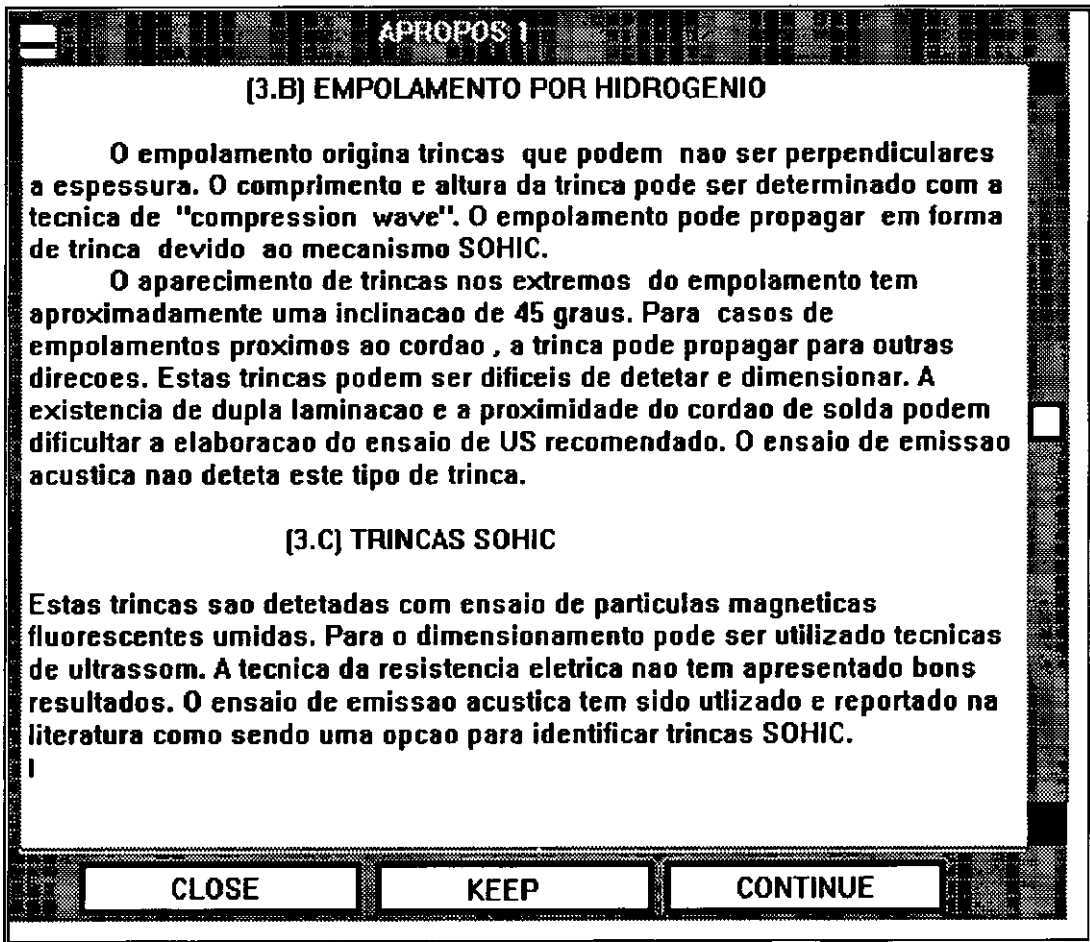 APROPOS 1
(3.B) EMPOLAMENTO POR HIDROGENIO
O empolamento origina trincas que podem nao ser perpendiculares
a espessura. O comprimento e altura da trinca pode ser determinado com a
tecnica de "compression wave". O empolamento pode propagar em forma
de trinca devido ao mecanismo SOHIC.
O aparecimento de trincas nos extremos do empolamento tem
aproximadamente uma inclinacao de 45 graus. Para casos de
empolamentos proximos ao cordao , a trinca pode propagar para outras
direcoes. Estas trincas podem ser dificeis de detetar e dimensionar. A
existencia de dupla laminacao e a proximidade do cordao de solda podem
dificultar a elaboracao do ensaio de US recomendado. O ensaio de emissao
acustica nao deteta este tipo de trinca.
(3.C) TRINCAS SOHIC
Estas trincas sao detetadas com ensaio de particulas magneticas
fluorescentes umidas. Para o dimensionamento pode ser utilizado tecnicas
de ultrassom. A tecnica da resistencia eletrica nao tem apresentado bons
resultados. O ensaio de emissao acustica tem sido utlizado e reportado na
literatura como sendo uma opcao para identificar trincas SOHIC.
CLOSE KEEP CONTINUE